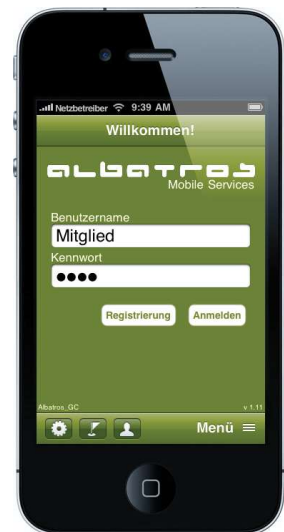 Netzbetreiber 9:39 AM
Willkommen!
albatros
Mobile Services
Benutzername
Mitglied
Kennwort
●●●●
Registrierung Anmelden
Albatros_GC v 1.11
Menü